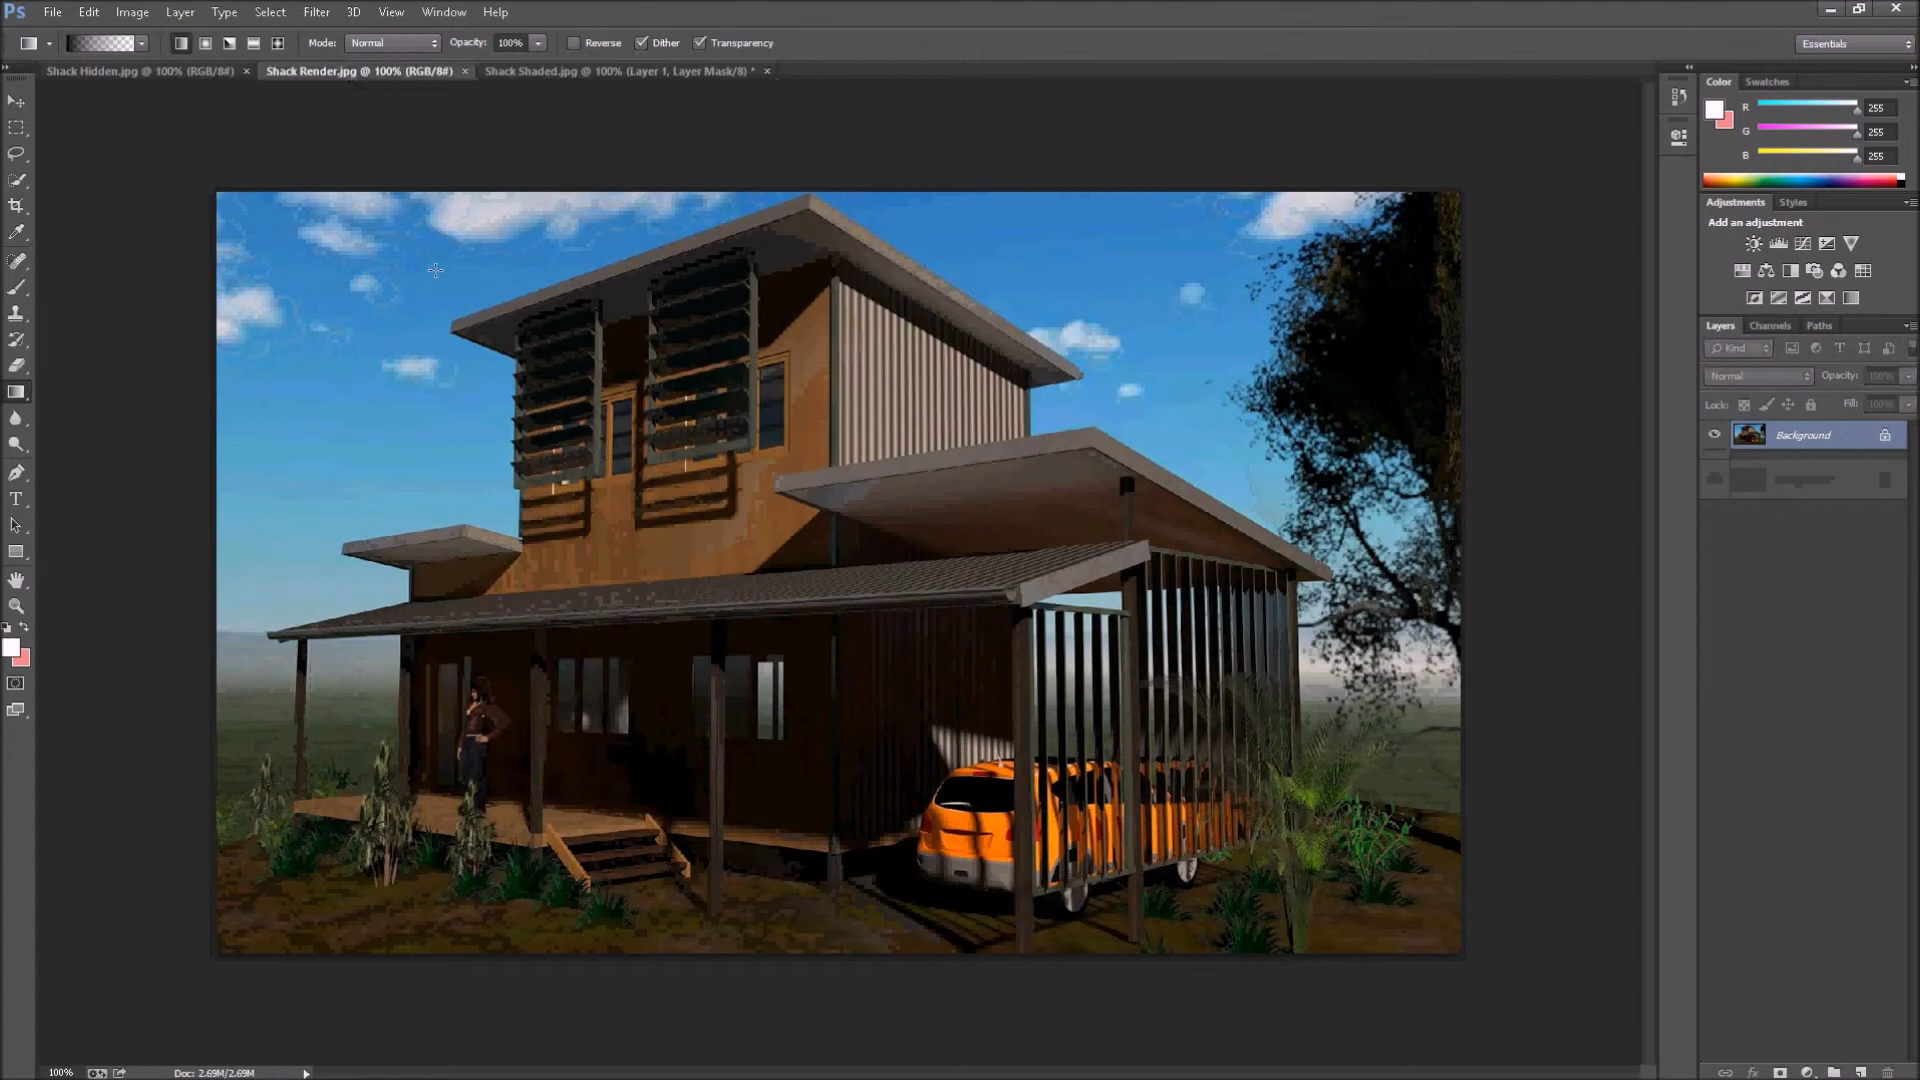 Ps File Edit Image Layer Type Select Filter 3D View Window Help
Mode: Normal Opacity: 100% Reverse Dither Transparency Essentials
Shack Hidden.jpg @ 100% (RGB/8#) × Shack Render.jpg @ 100% (RGB/8#) × Shack Shaded.jpg @ 100% (Layer 1, Layer Mask/8) * ×
Color Swatches
R 255
G 255
B 255
Adjustments Styles
Add an adjustment
Layers Channels Paths
Kind
Normal Opacity: 100%
Lock: Fill: 100%
Background
100% Doc: 2.69M/2.69M